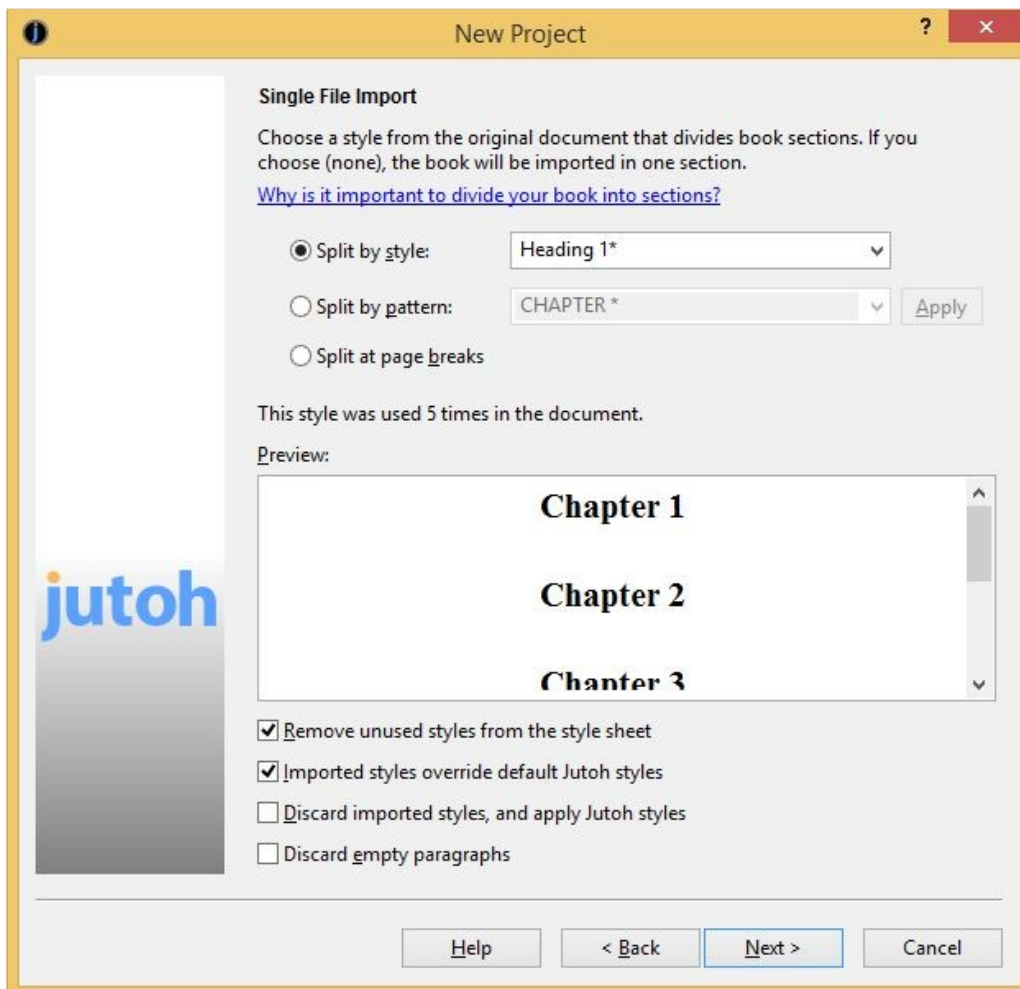 New Project
?
Single File Import
Choose a style from the original document that divides book sections. If you
choose (none), the book will be imported in one section.
Why is it important to divide your book into sections?
Split by style: Heading 1*
Split by pattern: CHAPTER * Apply
Split at page breaks
This style was used 5 times in the document.
Preview:
Chapter 1
Chapter 2
Chapter 3
jutoh
Remove unused styles from the style sheet
Imported styles override default Jutoh styles
Discard imported styles, and apply Jutoh styles
Discard empty paragraphs
Help < Back Next > Cancel